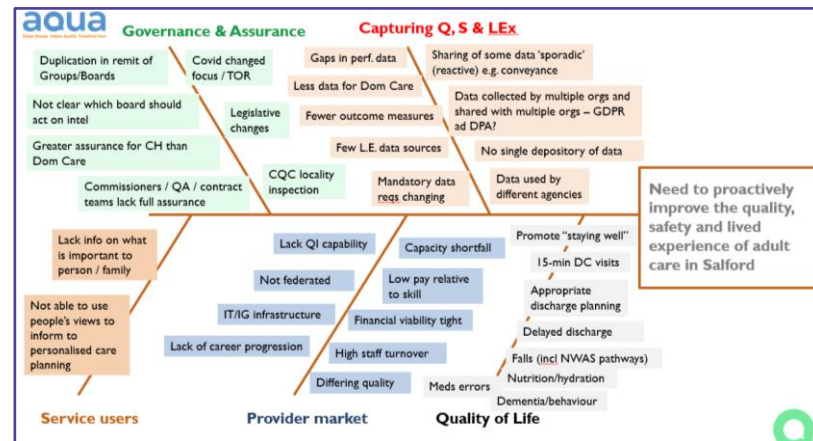 aqua
Governance & Assurance
Capturing Q, S & LEx
Duplication in remit of
Groups/Boards
Covid changed
focus / TOR
Not clear which board should
act on intel
Legislative
changes
Greater assurance for CH than
Dom Care
CQC locality
inspection
Commissioners / QA / contract
teams lack full assurance
Gaps in perf. data
Sharing of some data 'sporadic'
(reactive) e.g. conveyance
Less data for Dom Care
Data collected by multiple orgs and
shared with multiple orgs – GDPR
ad DPA?
Fewer outcome measures
Few L.E. data sources
No single depository of data
Mandatory data
reqs changing
Data used by
different agencies
Need to proactively
improve the quality,
safety and lived
experience of adult
care in Salford
Lack info on what
is important to
person / family
Not able to use
people's views to
inform to
personalised care
planning
Lack QI capability
Capacity shortfall
Not federated
Low pay relative
to skill
IT/IG infrastructure
Financial viability tight
Lack of career progression
High staff turnover
Differing quality
Promote "staying well"
15-min DC visits
Appropriate
discharge planning
Delayed discharge
Falls (incl NWAS pathways)
Meds errors
Nutrition/hydration
Dementia/behaviour
Service users
Provider market
Quality of Life